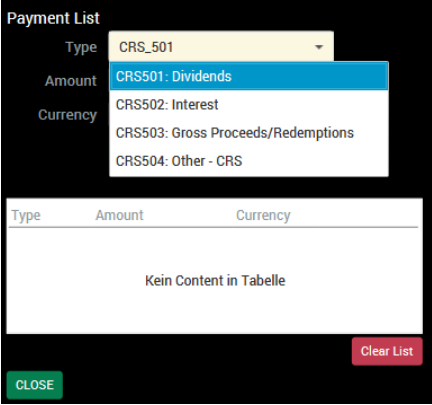 Payment List
Type CRS_501
Amount CRS501: Dividends
CRS502: Interest
Currency CRS503: Gross Proceeds/Redemptions
CRS504: Other - CRS
Type Amount Currency
Kein Content in Tabelle
Clear List
CLOSE